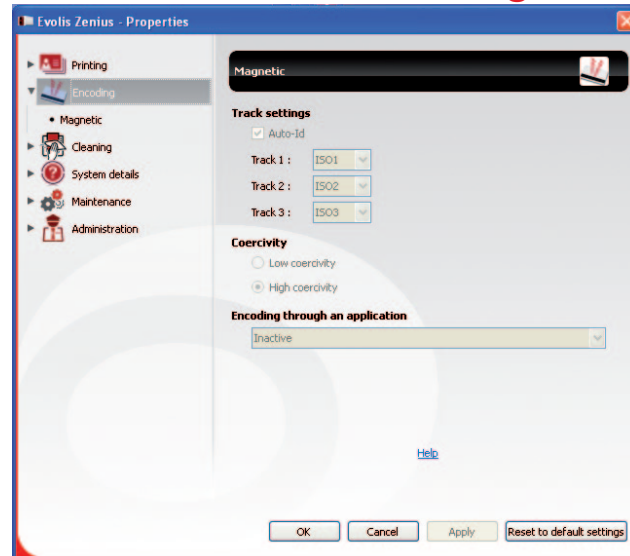 Evolis Zenius - Properties
Printing
Encoding
Magnetic
Cleaning
System details
Maintenance
Administration
Magnetic
Track settings
Auto-Id
Track 1 : ISO1
Track 2 : ISO2
Track 3 : ISO3
Coercivity
Low coercivity
High coercivity
Encoding through an application
Inactive
Help
OK Cancel Apply Reset to default settings